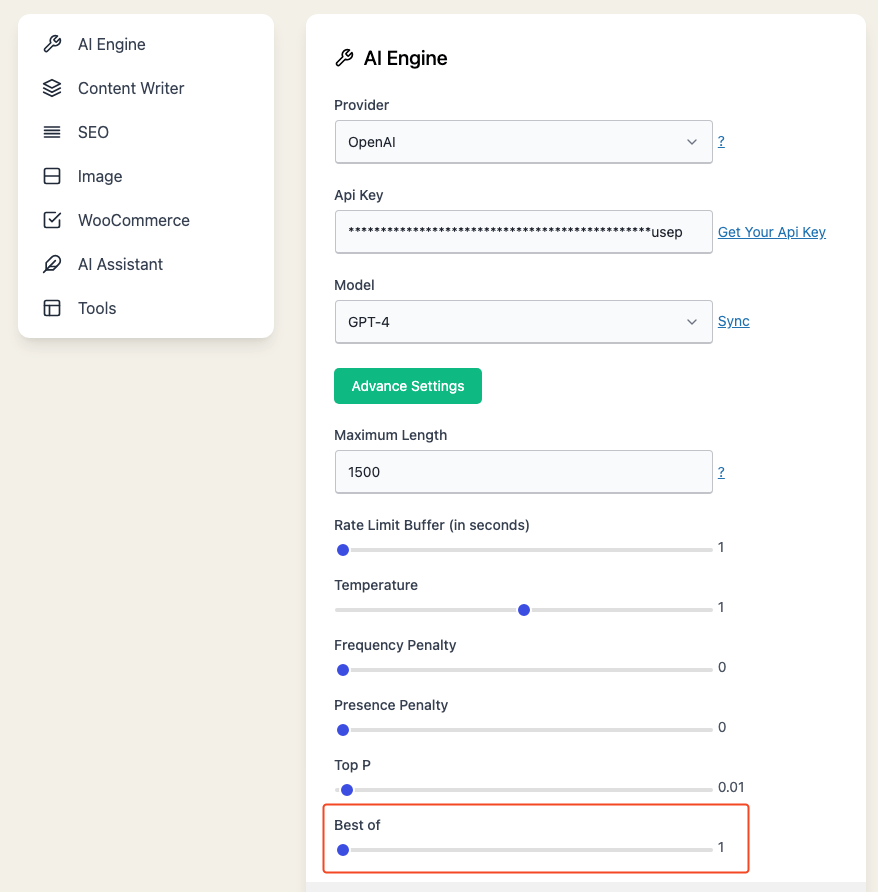 AI Engine
Content Writer
SEO
Image
WooCommerce
AI Assistant
Tools
AI Engine
Provider
OpenAI ?
Api Key
***********************************************usep Get Your Api Key
Model
GPT-4 Sync
Advance Settings
Maximum Length
1500 ?
Rate Limit Buffer (in seconds)
1
Temperature
1
Frequency Penalty
0
Presence Penalty
0
Top P
0.01
Best of
1